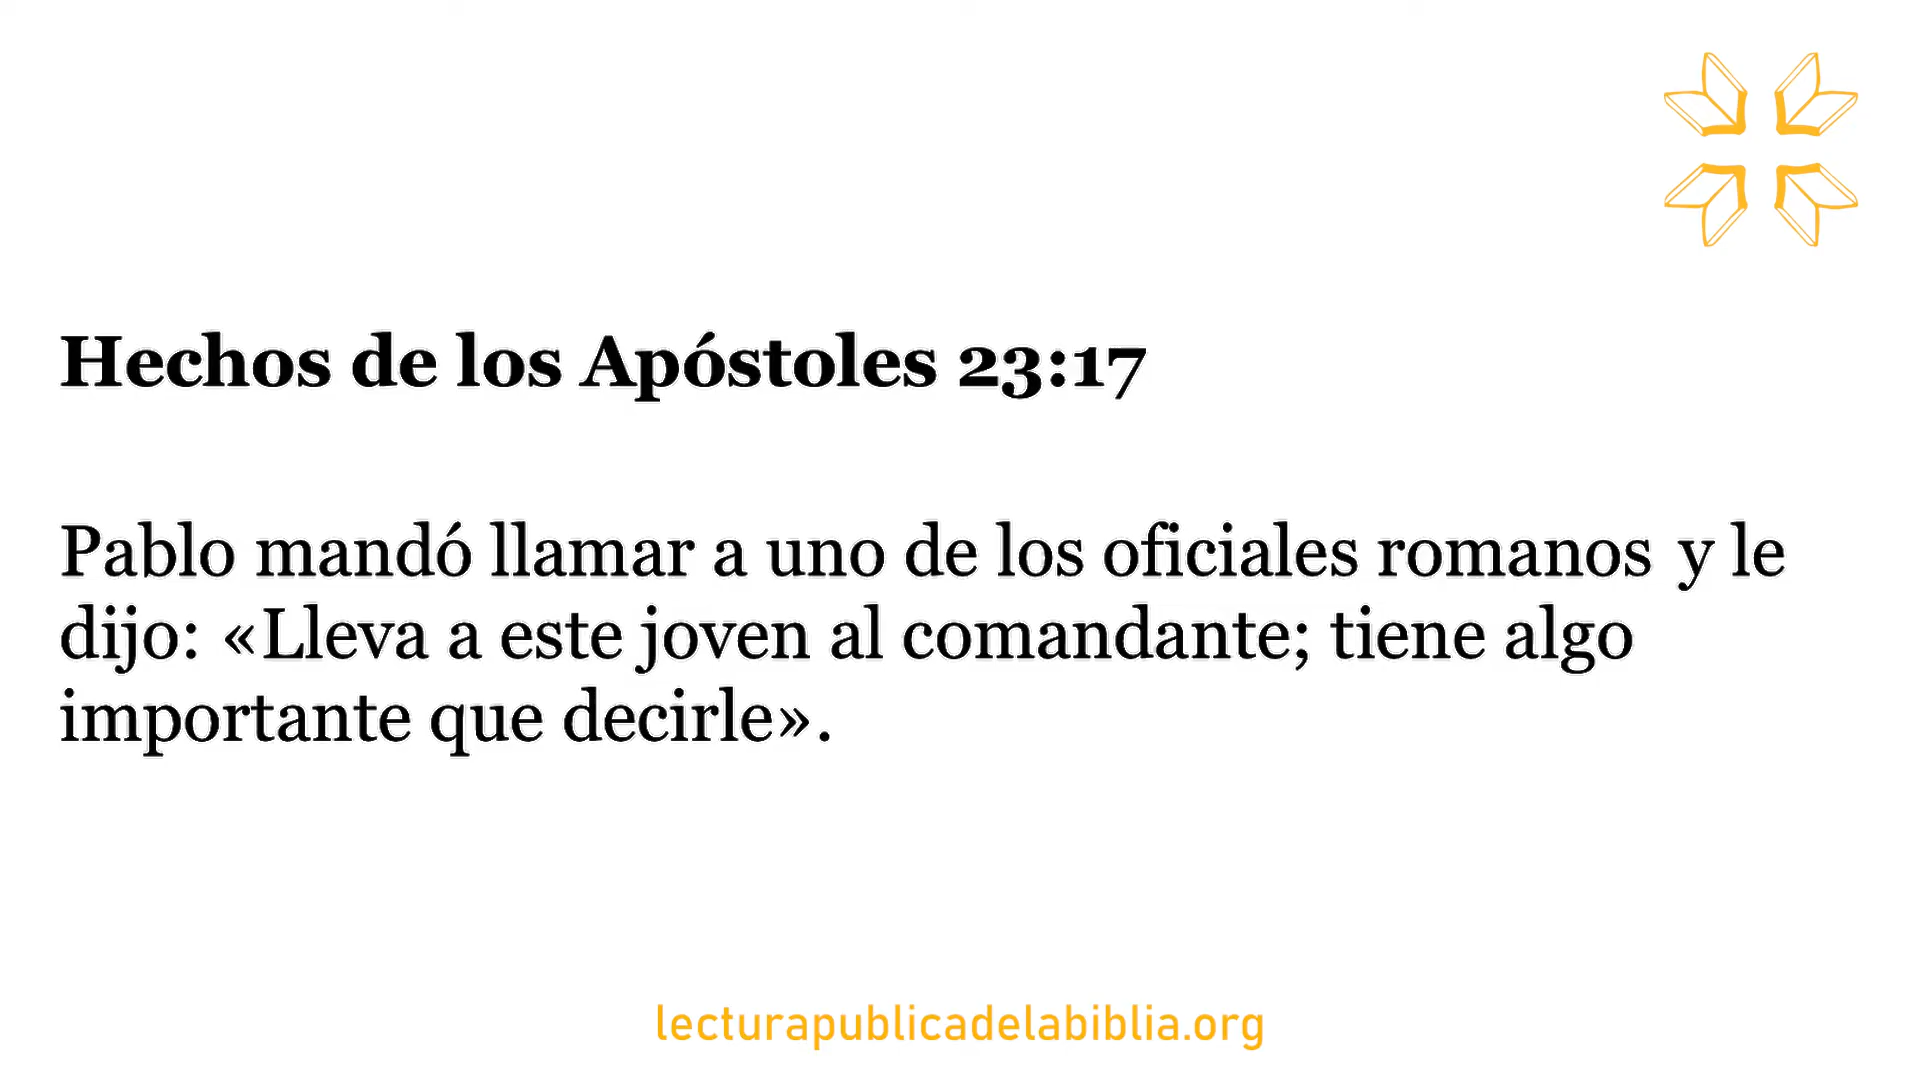 Hechos de los Apóstoles 23:17
Pablo mandó llamar a uno de los oficiales romanos y le
dijo: «Lleva a este joven al comandante; tiene algo
importante que decirle».
lecturapublicadelabiblia.org